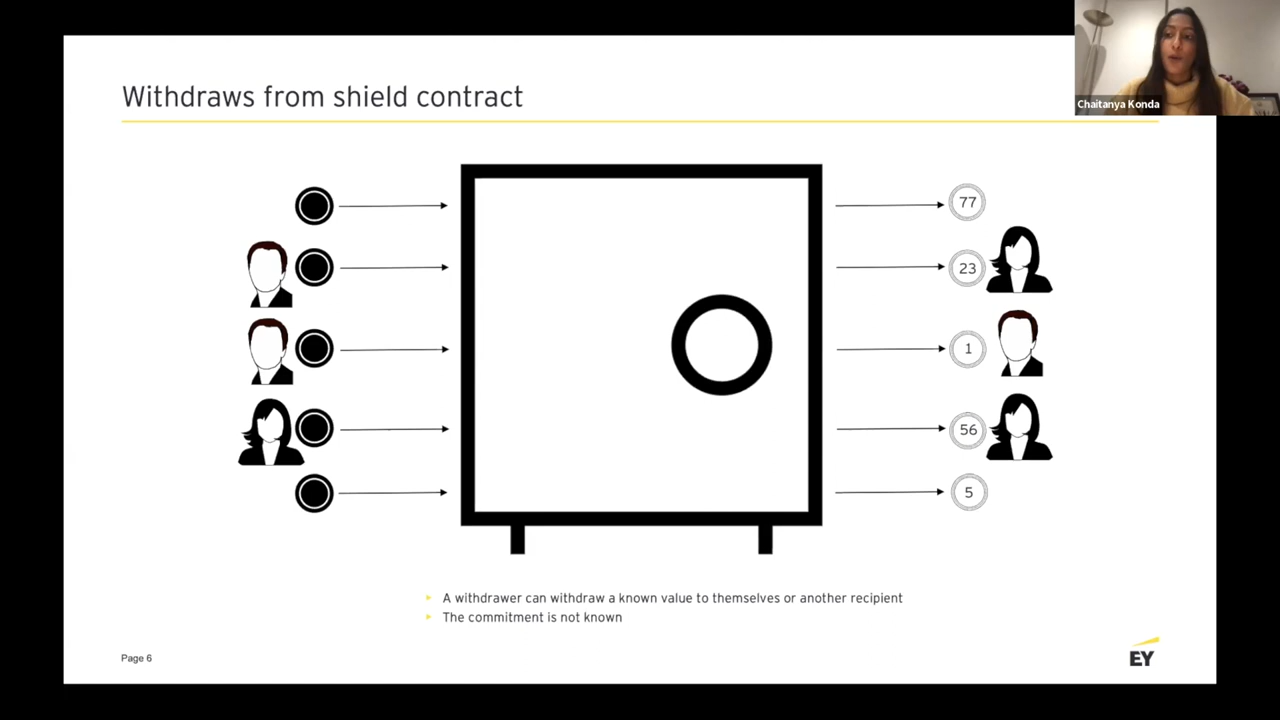 Withdraws from shield contract
Chaitanya Konda
77
23
1
56
5
A withdrawer can withdraw a known value to themselves or another recipient
The commitment is not known
Page 6
EY